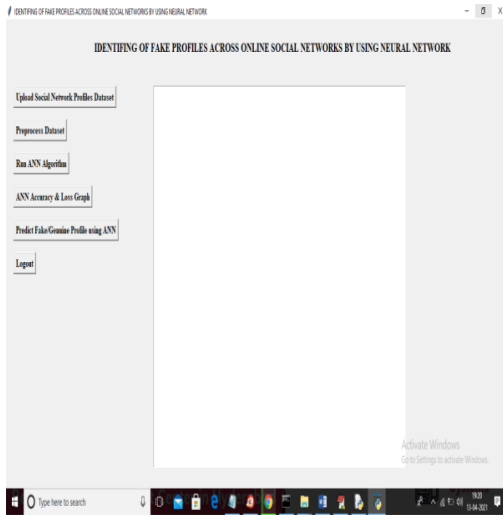 IDENTIFING OF FAKE PROFILES ACROSS ONLINE SOCIAL NETWORKS BY USING NEURAL NETWORK
IDENTIFING OF FAKE PROFILES ACROSS ONLINE SOCIAL NETWORKS BY USING NEURAL NETWORK
Upload Social Network Profiles Dataset
Preprocess Dataset
Run ANN Algorithm
ANN Accuracy & Loss Graph
Predict Fake/Genuine Profile using ANN
Logout
Activate Windows
Go to Settings to activate Windows.
Type here to search
19:20
13-04-2021